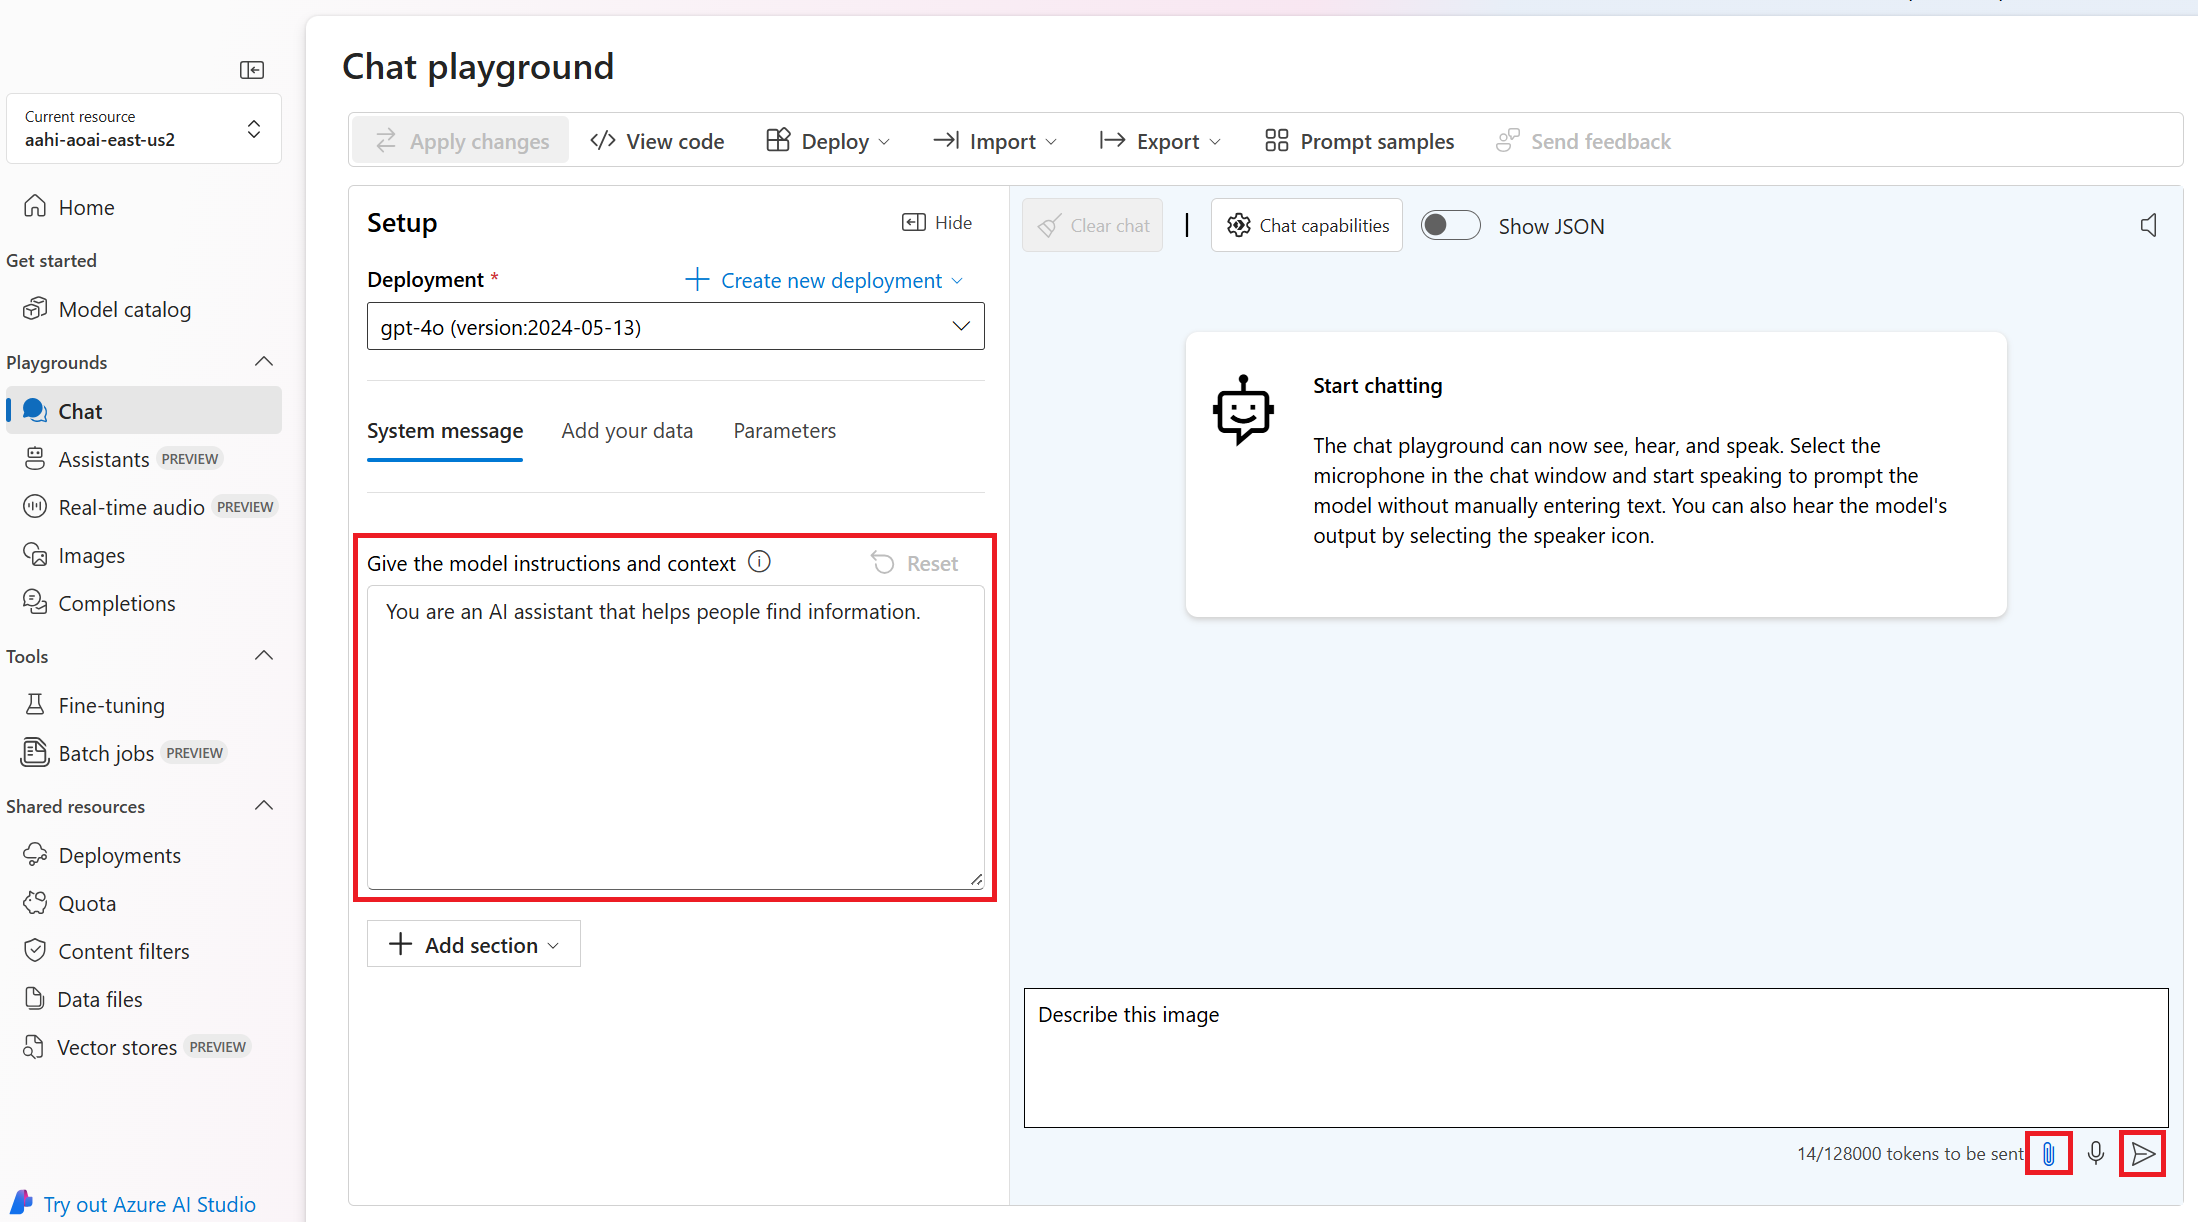 Current resource
aahi-aoai-east-us2
Home
Get started
Model catalog
Playgrounds
Chat
Assistants PREVIEW
Real-time audio PREVIEW
Images
Completions
Tools
Fine-tuning
Batch jobs PREVIEW
Shared resources
Deployments
Quota
Content filters
Data files
Vector stores PREVIEW
Try out Azure AI Studio
Chat playground
Apply changes
View code
Deploy
Import
Export
Prompt samples
Send feedback
Setup
Hide
Deployment *
Create new deployment
gpt-4o (version:2024-05-13)
System message
Add your data
Parameters
Give the model instructions and context
Reset
You are an AI assistant that helps people find information.
Add section
Clear chat
Chat capabilities
Show JSON
Start chatting
The chat playground can now see, hear, and speak. Select the
microphone in the chat window and start speaking to prompt the
model without manually entering text. You can also hear the model's
output by selecting the speaker icon.
Describe this image
14/128000 tokens to be sent